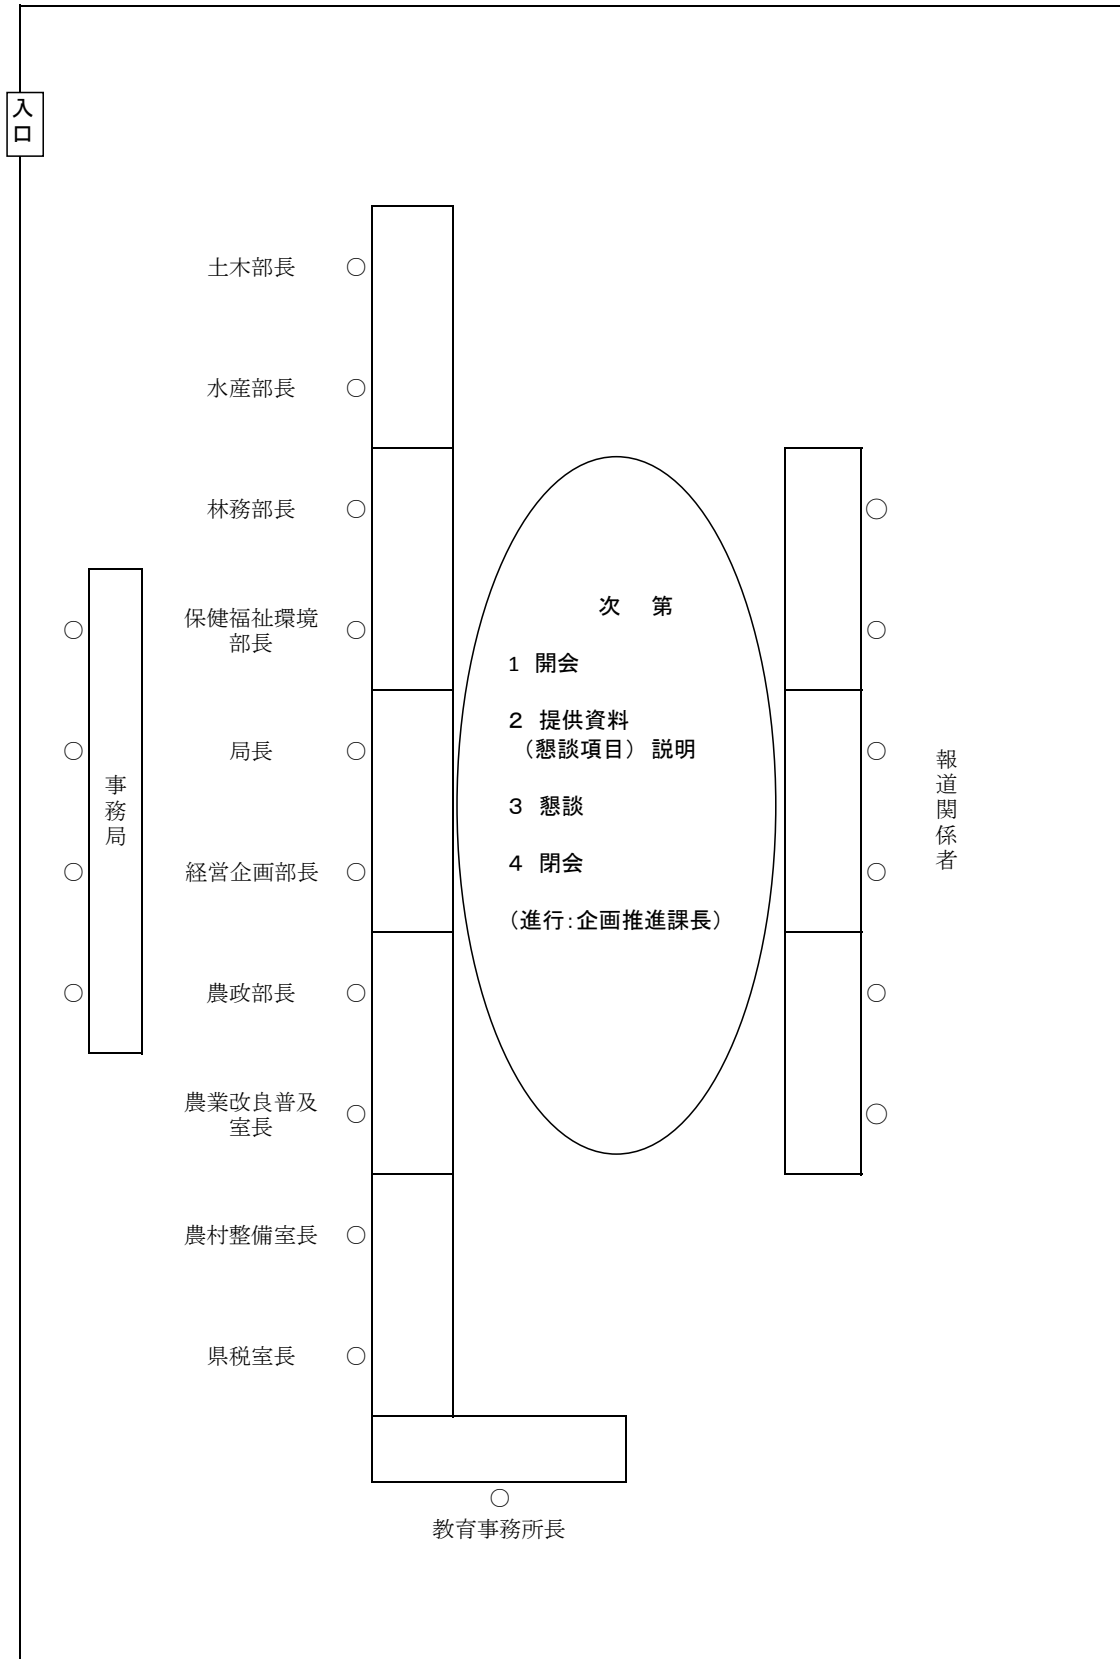 入
口
土木部長 ○
水産部長 ○
林務部長 ○
保健福祉環境
部長 ○
局長 ○
経営企画部長 ○
農政部長 ○
農業改良普及
室長 ○
農村整備室長 ○
県税室長 ○
○
教育事務所長
○
○
○
○
事務局
次 第
1 開会
2 提供資料
(懇談項目) 説明
3 懇談
4 閉会
(進行:企画推進課長)
○
○
○
○
○
○
報道関係者